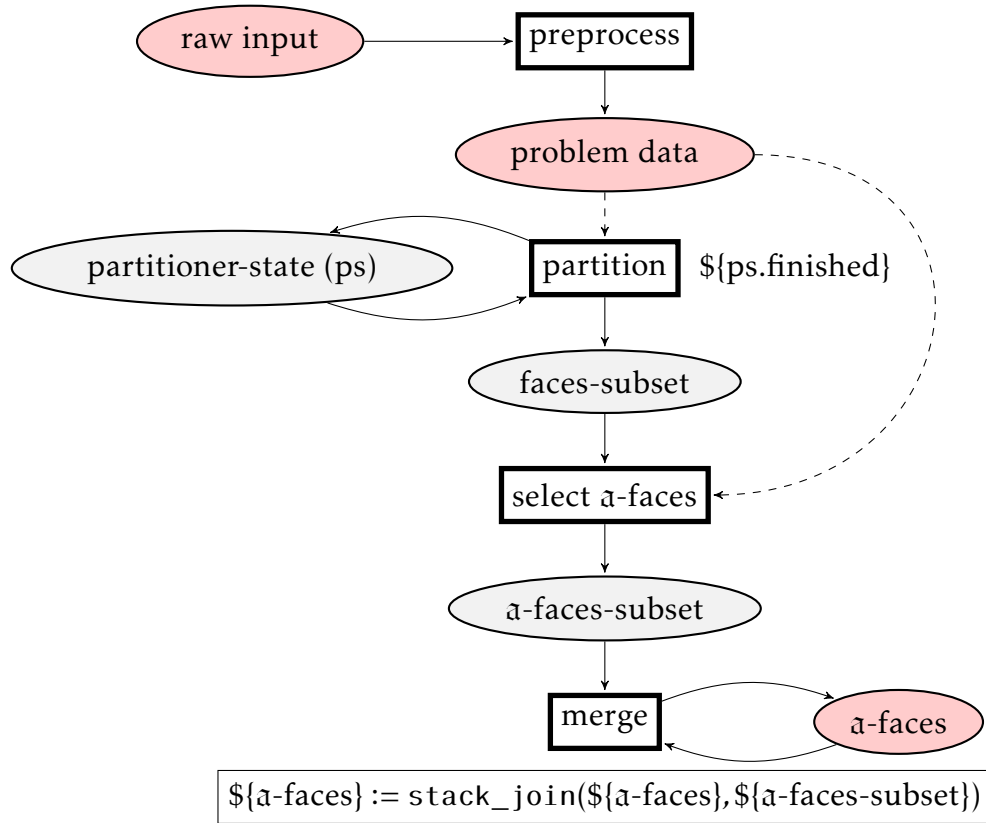 raw input
preprocess
problem data
partitioner-state (ps)
partition
${ps.finished}
faces-subset
select 𝔞-faces
𝔞-faces-subset
merge
𝔞-faces
${𝔞-faces} := stack_join(${𝔞-faces},${𝔞-faces-subset})